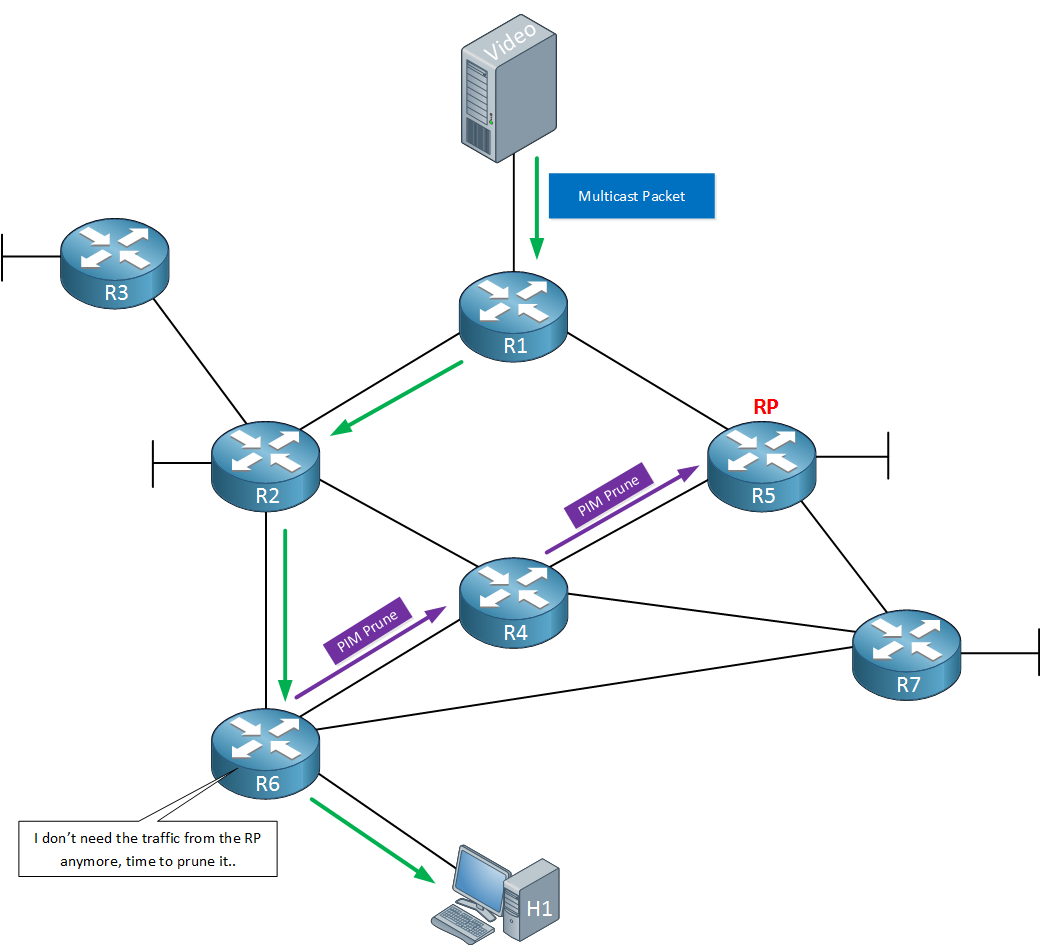 Video
Multicast Packet
R3
R1
RP
R2
R5
PIM Prune
R4
PIM Prune
R7
R6
I don’t need the traffic from the RP
anymore, time to prune it..
H1